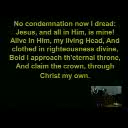 No condemnation now I dread:
Jesus, and all in Him, is mine!
Alive in Him, my living Head, And
clothed in righteousness divine,
Bold I approach th'eternal throne,
And claim the crown, through
Christ my own.